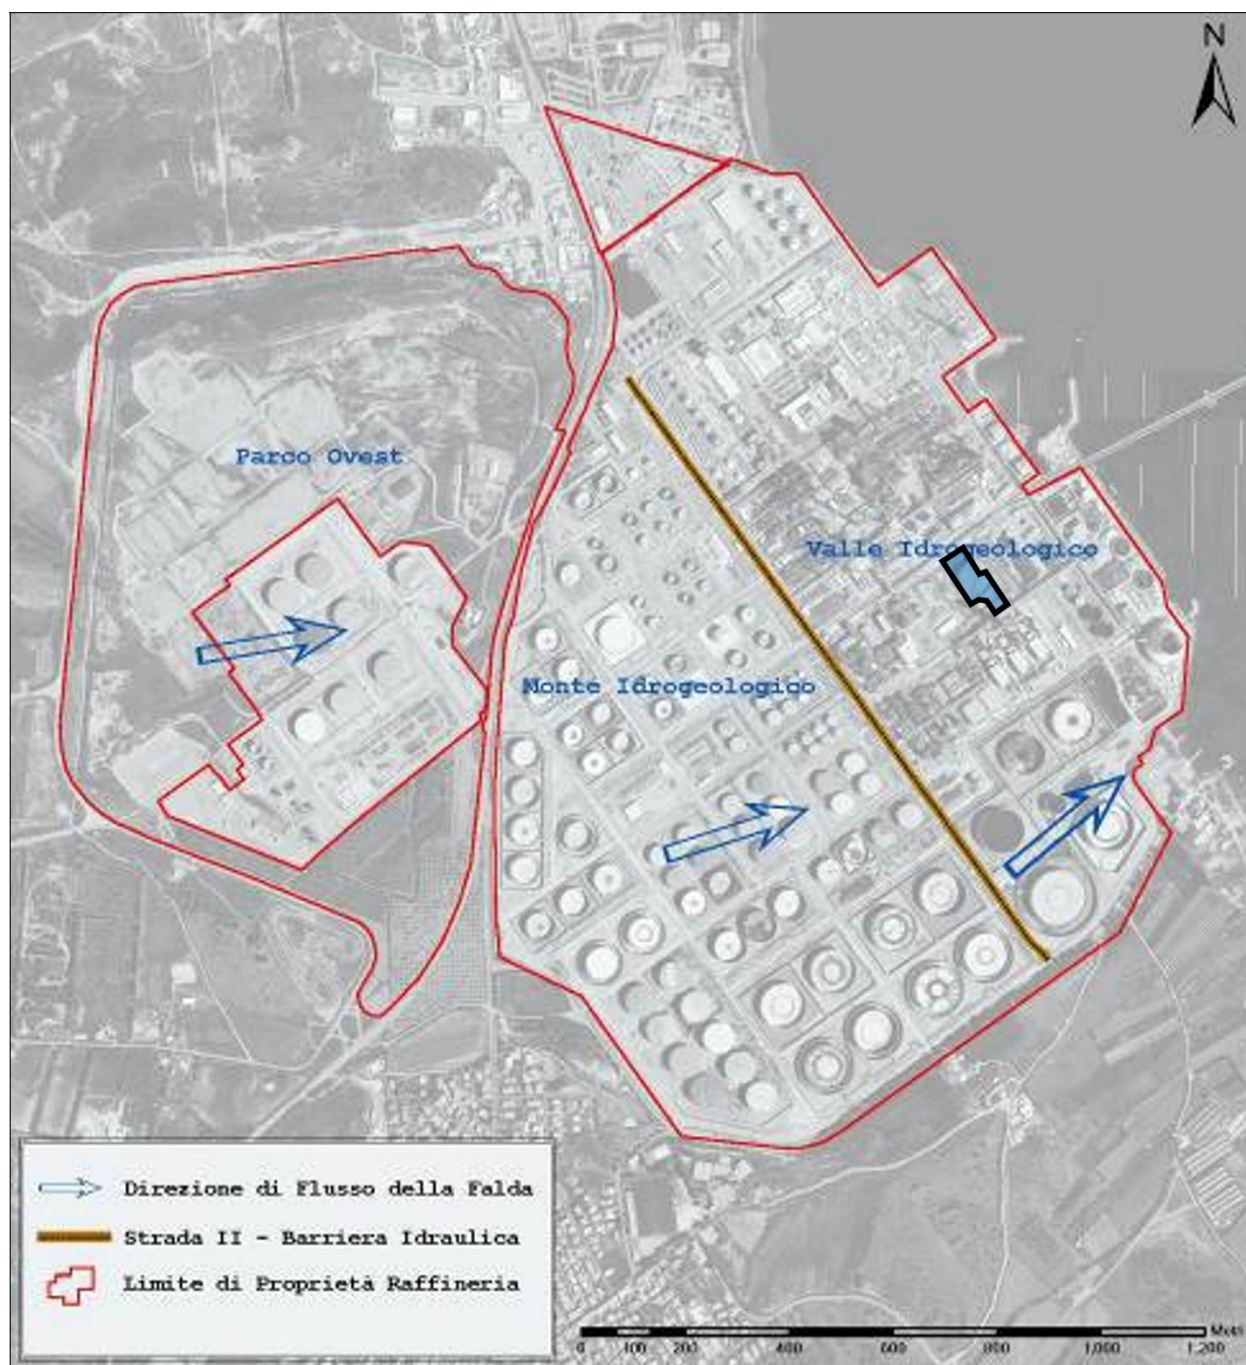 N
Parco Ovest
Valle Idrogeologico
Monte Idrogeologico
Direzione di Flusso della Falda
Strada II - Barriera Idraulica
Limite di Proprietà Raffineria
Metri
0 100 200 400 600 800 1,000 1,200